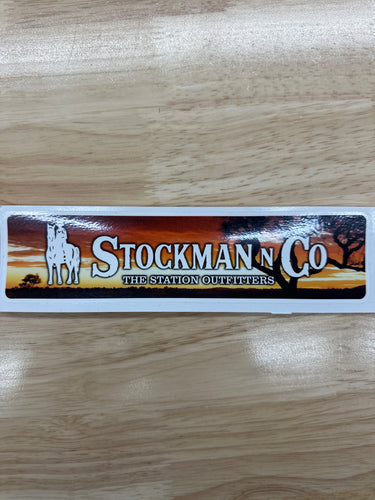 STOCKMAN N CO
THE STATION OUTFITTERS